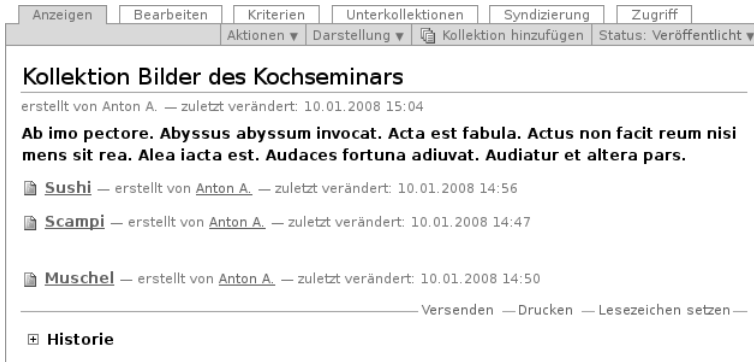 Anzeigen Bearbeiten Kriterien Unterkollektionen Syndizierung Zugriff
Aktionen ▼ Darstellung ▼ Kollektion hinzufügen Status: Veröffentlicht ▼
Kollektion Bilder des Kochseminars
erstellt von Anton A. — zuletzt verändert: 10.01.2008 15:04
Ab imo pectore. Abyssus abyssum invocat. Acta est fabula. Actus non facit reum nisi
mens sit rea. Alea iacta est. Audaces fortuna adiuvat. Audiatur et altera pars.
Sushi — erstellt von Anton A. — zuletzt verändert: 10.01.2008 14:56
Scampi — erstellt von Anton A. — zuletzt verändert: 10.01.2008 14:47
Muschel — erstellt von Anton A. — zuletzt verändert: 10.01.2008 14:50
Versenden — Drucken — Lesezeichen setzen —
Historie